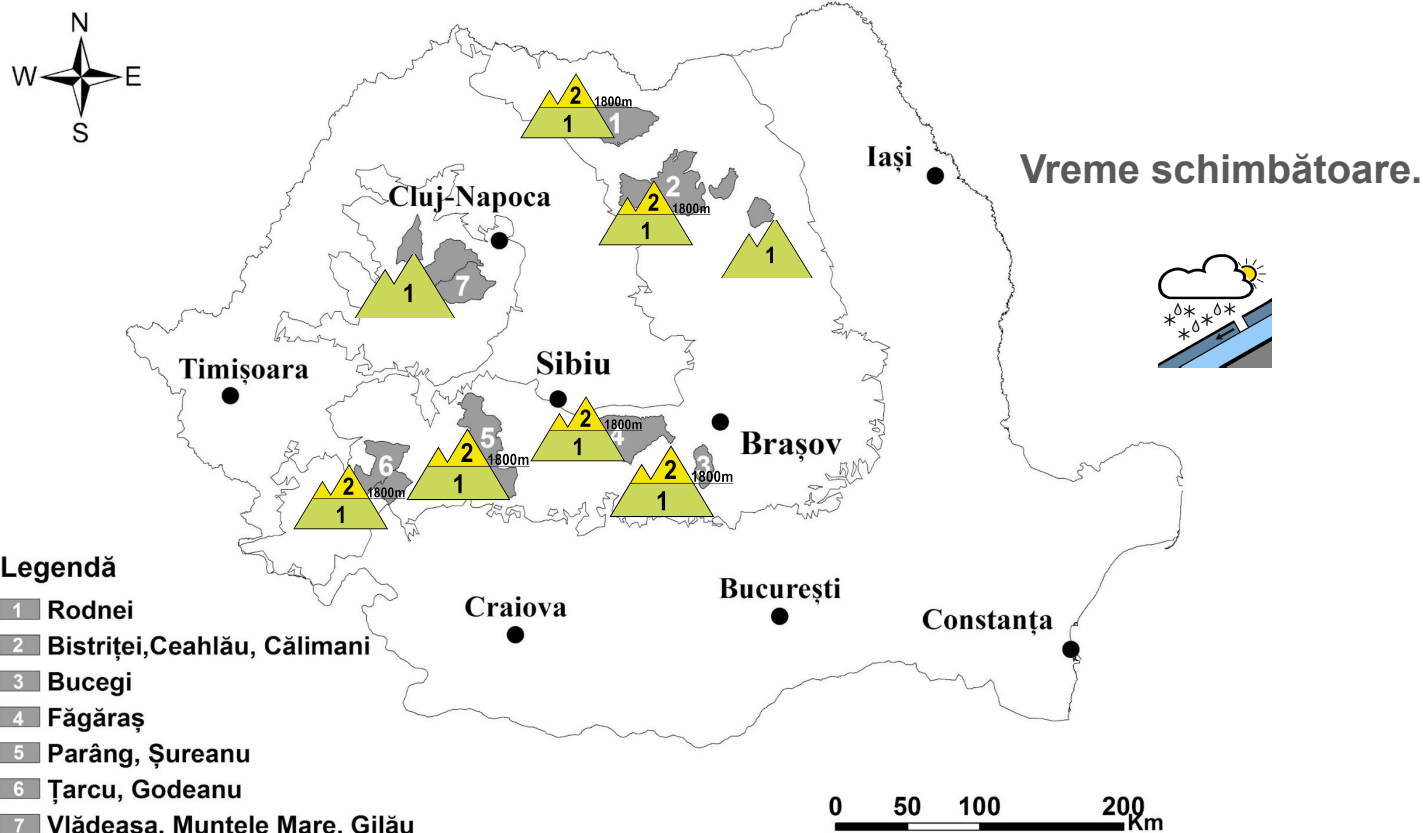 N
W E
S
2
1800m
1
1
Iași
Vreme schimbătoare.
2
Cluj-Napoca
2
1800m
1
1
7
1
Sibiu
Timișoara
2
1800m
4
1
Brașov
5
2
1800m
1
6
2
1800m
1
3
2
1800m
1
Legendă
1 Rodnei
2 Bistriței,Ceahlău, Călimani
3 Bucegi
4 Făgăraș
5 Parâng, Șureanu
6 Țarcu, Godeanu
7 Vlădeasa, Muntele Mare, Gilău
Craiova
București
Constanța
0 50 100 200
Km